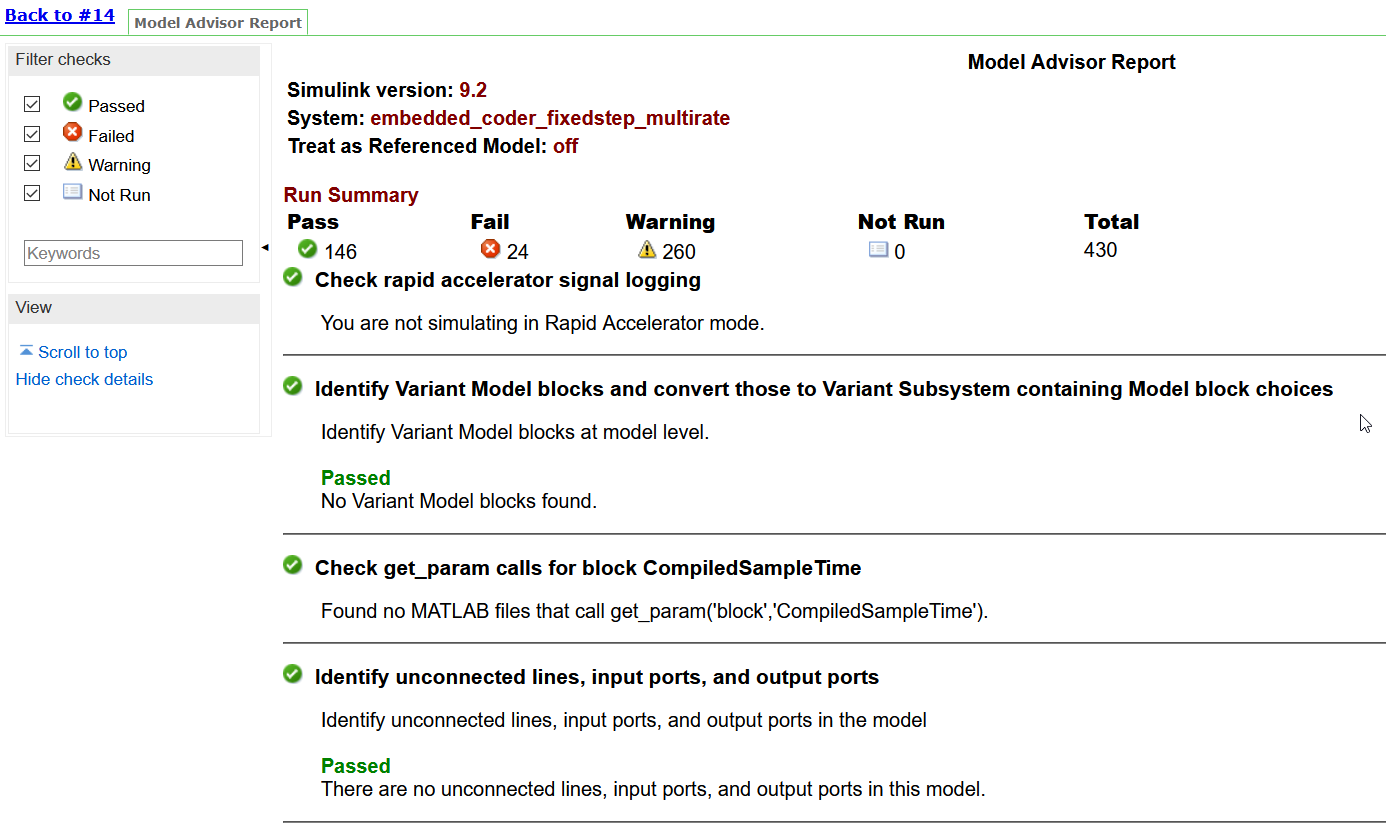 Back to #14
Model Advisor Report
Filter checks
Passed
Failed
Warning
Not Run
Keywords
View
Scroll to top
Hide check details
Model Advisor Report
Simulink version: 9.2
System: embedded_coder_fixedstep_multirate
Treat as Referenced Model: off
Run Summary
Pass Fail Warning Not Run Total
146 24 260 0 430
Check rapid accelerator signal logging
You are not simulating in Rapid Accelerator mode.
Identify Variant Model blocks and convert those to Variant Subsystem containing Model block choices
Identify Variant Model blocks at model level.
Passed
No Variant Model blocks found.
Check get_param calls for block CompiledSampleTime
Found no MATLAB files that call get_param('block','CompiledSampleTime').
Identify unconnected lines, input ports, and output ports
Identify unconnected lines, input ports, and output ports in the model
Passed
There are no unconnected lines, input ports, and output ports in this model.